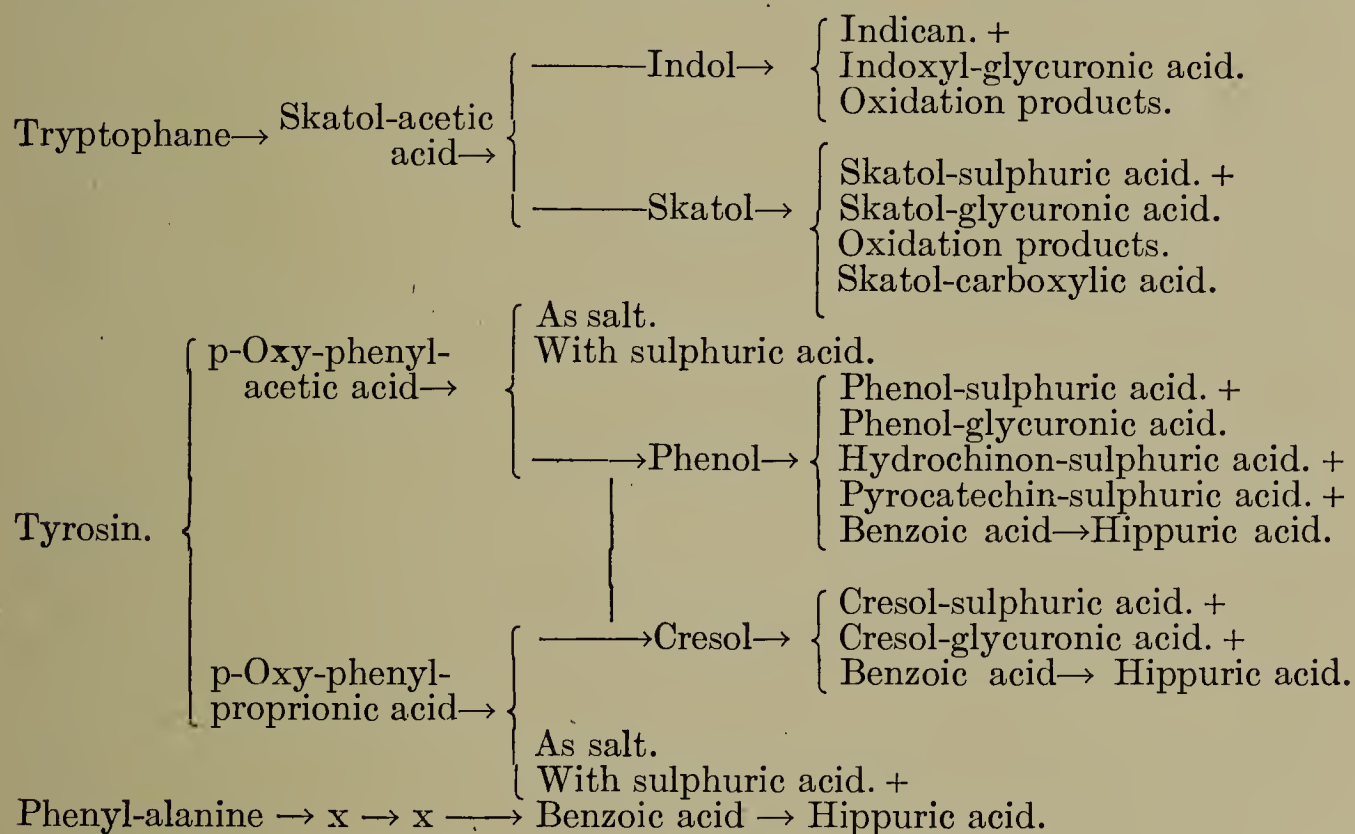 Indican. +
Indol→ Indoxyl-glycuronic acid.
Oxidation products.
Tryptophane→ Skatol-acetic
acid→
Skatol-sulphuric acid. +
Skatol→ Skatol-glycuronic acid.
Oxidation products.
Skatol-carboxylic acid.
p-Oxy-phenyl-
acetic acid→
As salt.
With sulphuric acid.
Phenol-sulphuric acid. +
Phenol-glycuronic acid.
→Phenol→ Hydrochinon-sulphuric acid. +
Pyrocatechin-sulphuric acid. +
Benzoic acid→Hippuric acid.
Tyrosin.
Cresol-sulphuric acid. +
→Cresol→ Cresol-glycuronic acid. +
Benzoic acid→ Hippuric acid.
p-Oxy-phenyl-
proprionic acid→
As salt.
With sulphuric acid. +
Phenyl-alanine → x → x → Benzoic acid → Hippuric acid.